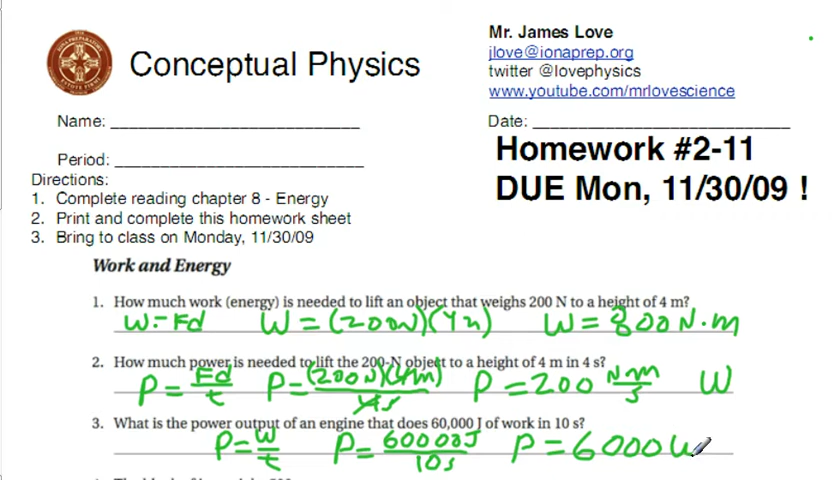 Mr. James Love
jlove@ionaprep.org
Conceptual Physics
twitter @lovephysics
www.youtube.com/mrlovescience
Name: ____________________________ Date: ____________________________
Homework #2-11
Period: ____________________________
DUE Mon, 11/30/09 !
Directions:
1. Complete reading chapter 8 - Energy
2. Print and complete this homework sheet
3. Bring to class on Monday, 11/30/09
Work and Energy
1. How much work (energy) is needed to lift an object that weighs 200 N to a height of 4 m?
W=Fd W=(200N)(4m) W=800N·m
2. How much power is needed to lift the 200-N object to a height of 4 m in 4 s?
P=Fd/t P=(200N)(4m)/4s P=200 N·m/s W
3. What is the power output of an engine that does 60,000 J of work in 10 s?
P=W/t P=60000J/10s P=6000W